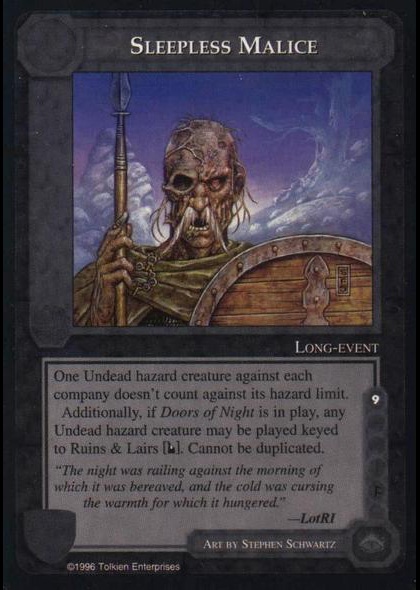 Sleepless Malice
Long-event
One Undead hazard creature against each
company doesn't count against its hazard limit.
Additionally, if Doors of Night is in play, any
Undead hazard creature may be played keyed
to Ruins & Lairs [ ]. Cannot be duplicated.
9
"The night was railing against the morning of
which it was bereaved, and the cold was cursing
the warmth for which it hungered."
—LotRI
Art by Stephen Schwartz
©1996 Tolkien Enterprises